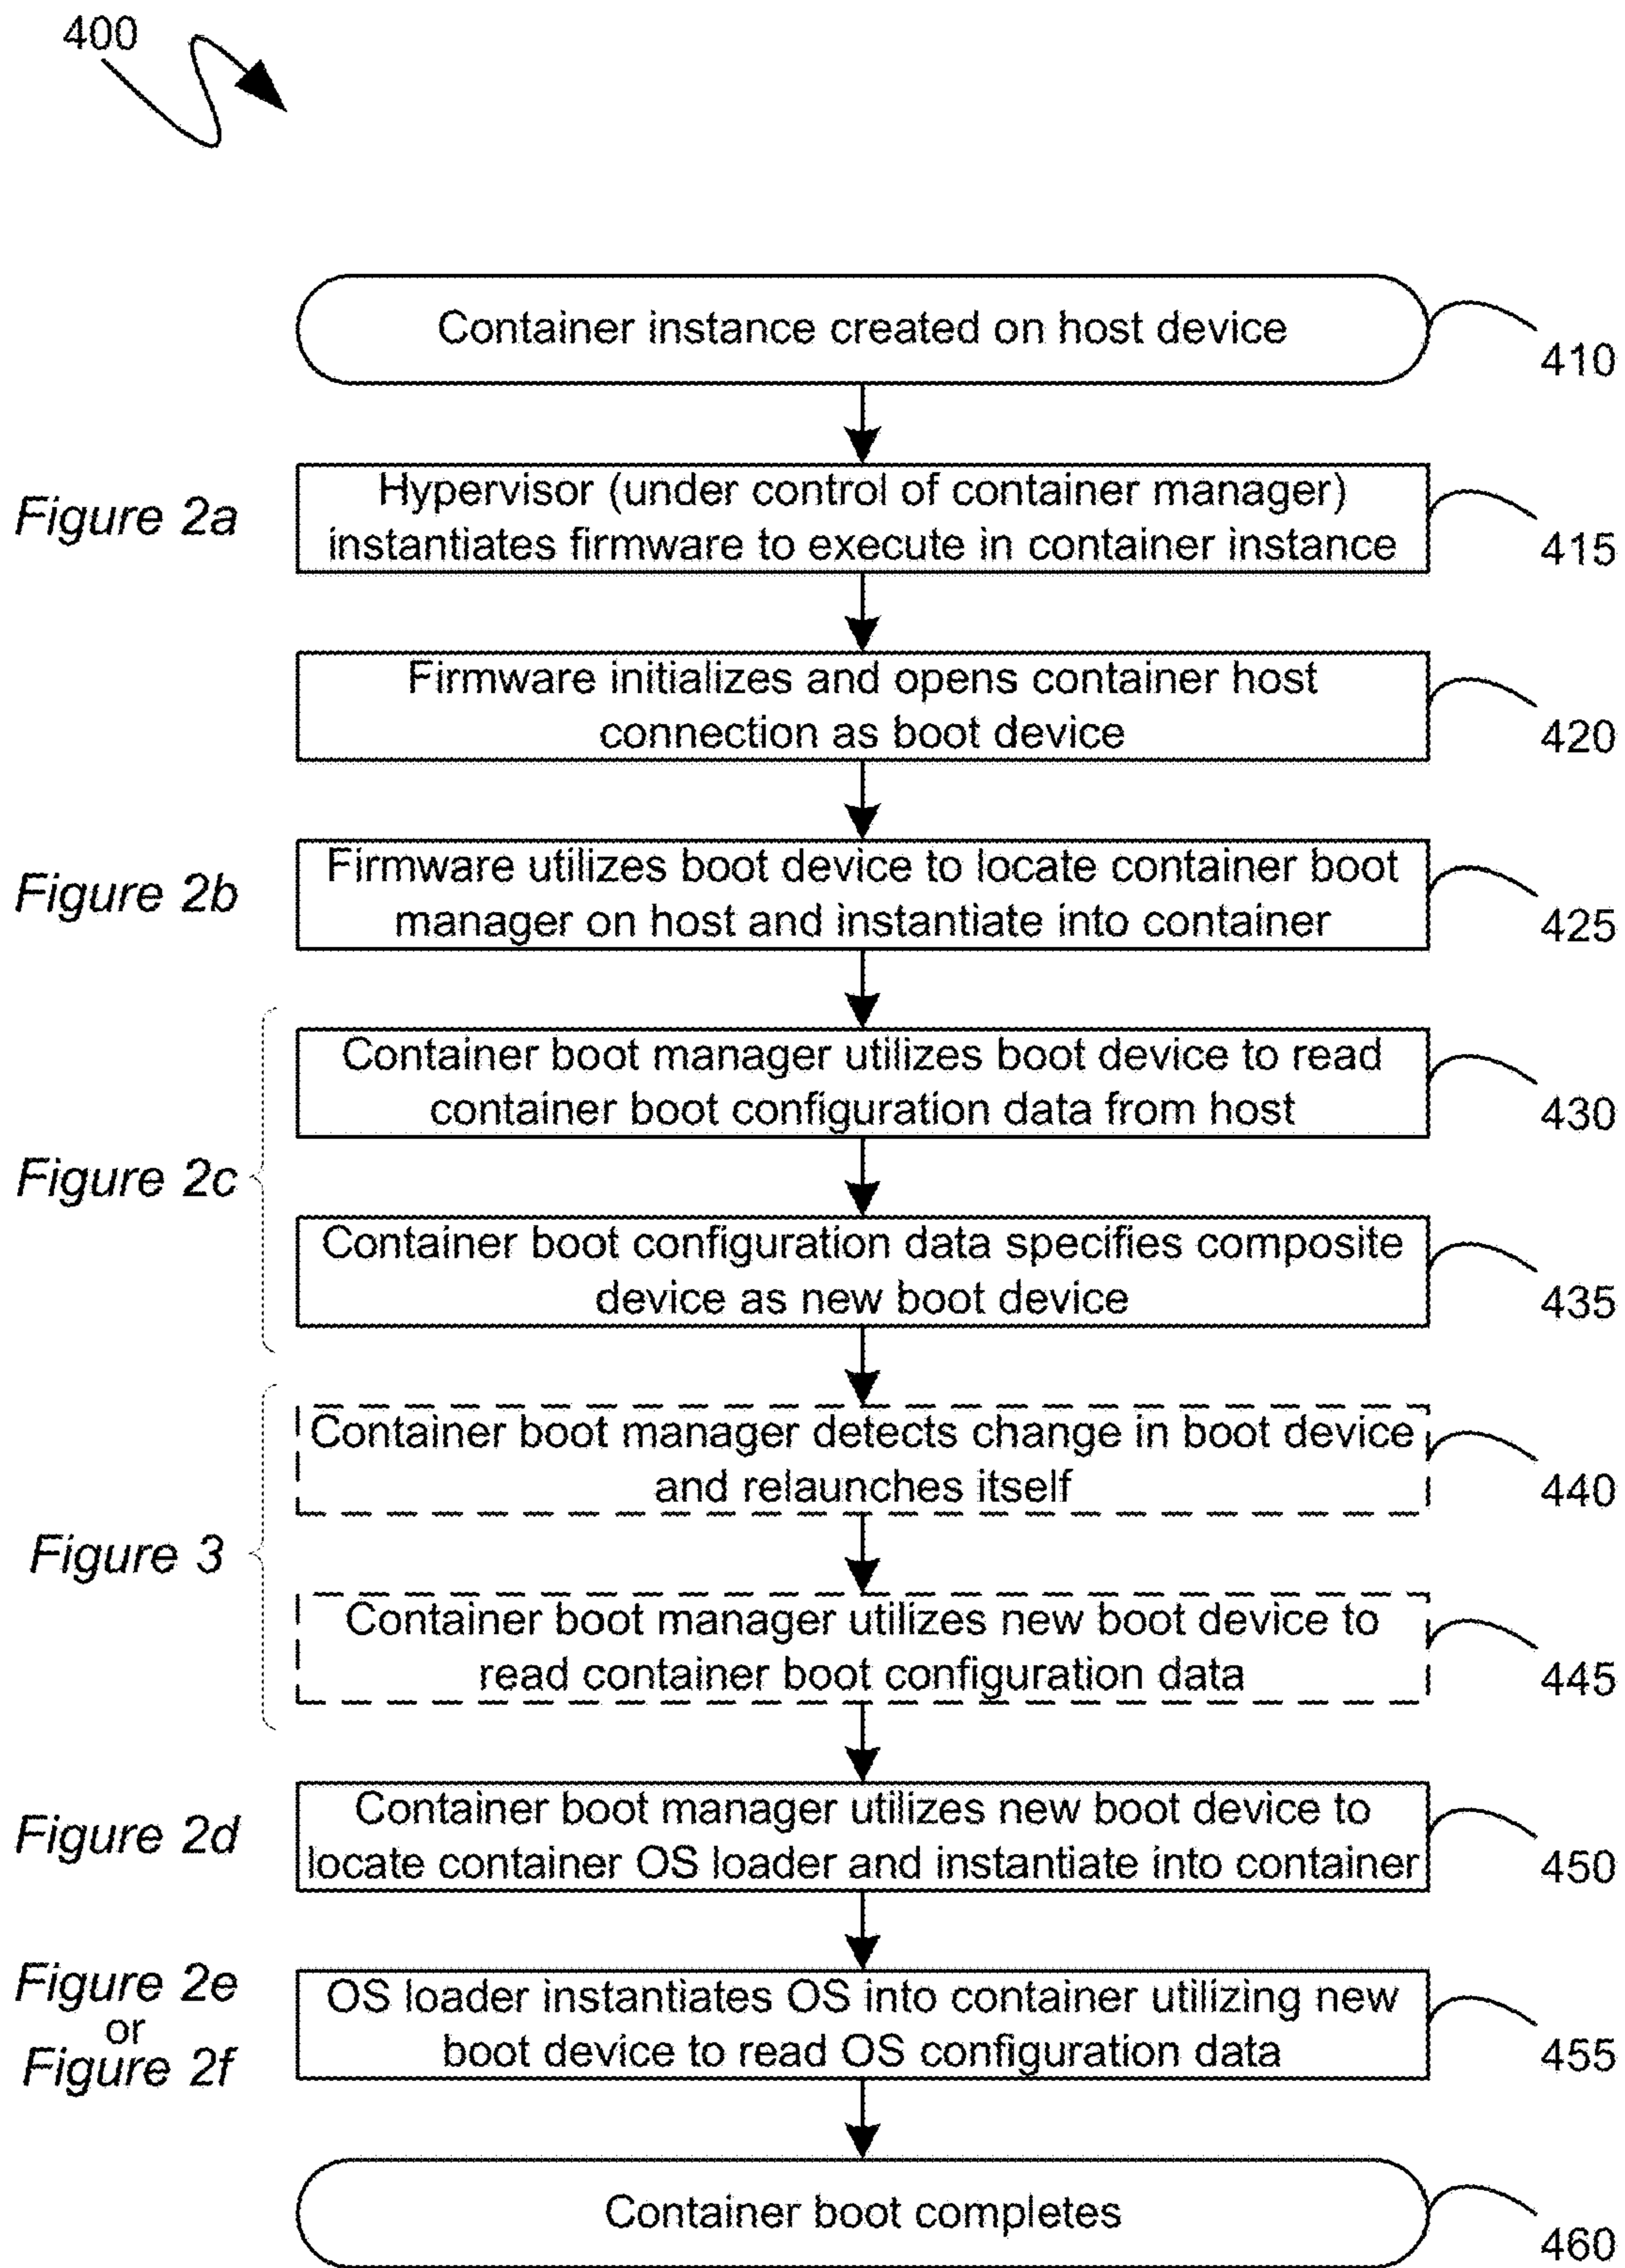 400
Container instance created on host device
410
Figure 2a
Hypervisor (under control of container manager)
instantiates firmware to execute in container instance
415
Firmware initializes and opens container host
connection as boot device
420
Figure 2b
Firmware utilizes boot device to locate container boot
manager on host and instantiate into container
425
Figure 2c
Container boot manager utilizes boot device to read
container boot configuration data from host
430
Container boot configuration data specifies composite
device as new boot device
435
Figure 3
Container boot manager detects change in boot device
and relaunches itself
440
Container boot manager utilizes new boot device to
read container boot configuration data
445
Figure 2d
Container boot manager utilizes new boot device to
locate container OS loader and instantiate into container
450
Figure 2e
or
Figure 2f
OS loader instantiates OS into container utilizing new
boot device to read OS configuration data
455
Container boot completes
460